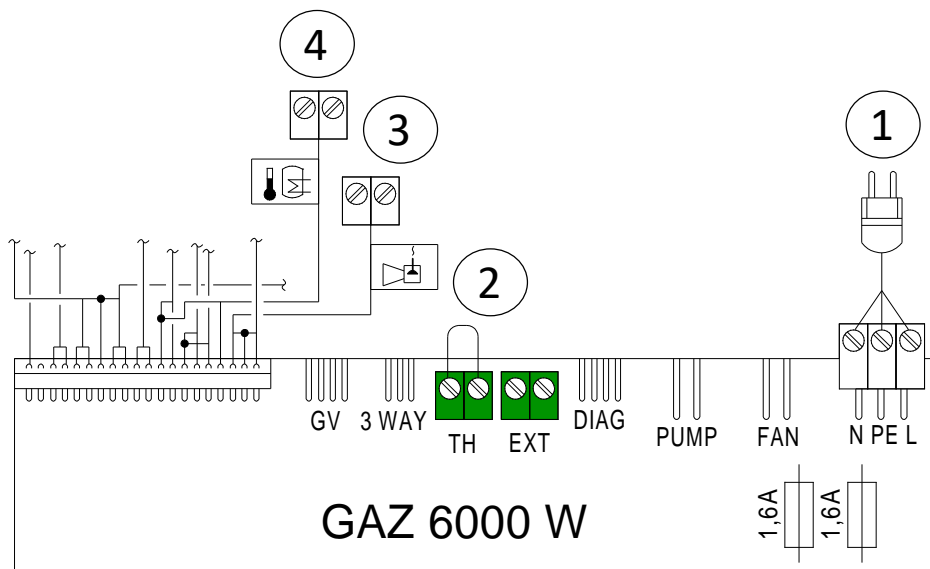 4
3
1
2
GV
3 WAY
TH
EXT
DIAG
PUMP
FAN
N PE L
GAZ 6000 W
1,6A
1,6A